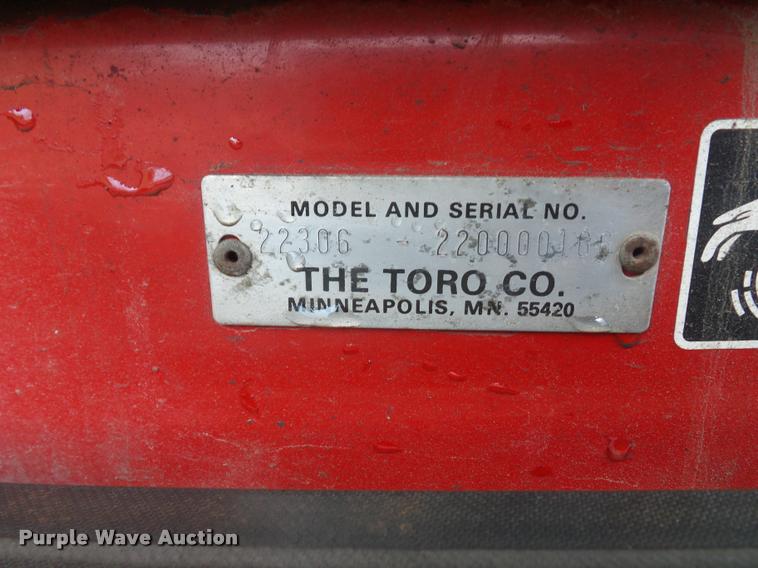 MODEL AND SERIAL NO.
22306 -
THE TORO CO.
MINNEAPOLIS, MN. 55420
Purple Wave Auction